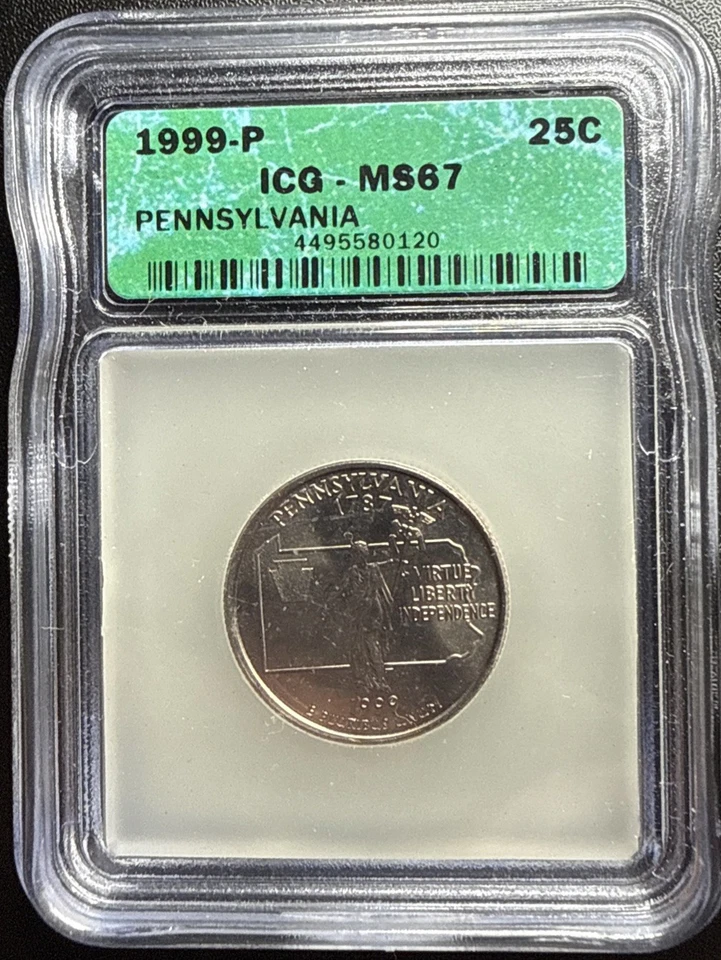 1999-P 25C
ICG - MS67
PENNSYLVANIA
4495580120
PENNSYLVANIA
1787
VIRTUE
LIBERTY
INDEPENDENCE
1999
E PLURIBUS UNUM